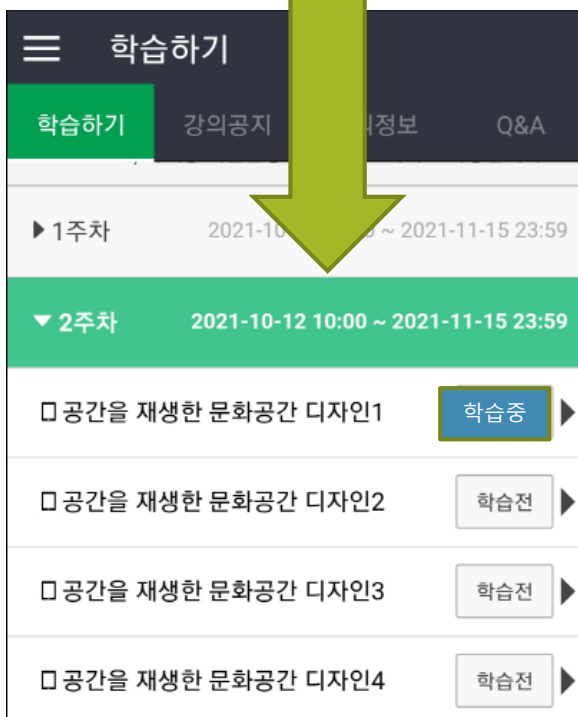 학습하기
학습하기 강의공지 정보 Q&A
▶ 1주차 2021-10 ~ 2021-11-15 23:59
▼ 2주차 2021-10-12 10:00 ~ 2021-11-15 23:59
공간을 재생한 문화공간 디자인1 학습중 ▶
공간을 재생한 문화공간 디자인2 학습전 ▶
공간을 재생한 문화공간 디자인3 학습전 ▶
공간을 재생한 문화공간 디자인4 학습전 ▶